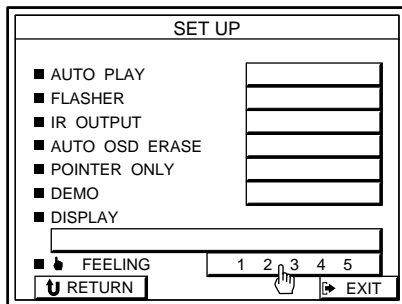 SET UP
AUTO PLAY
FLASHER
IR OUTPUT
AUTO OSD ERASE
POINTER ONLY
DEMO
DISPLAY
FEELING 1 2 3 4 5
RETURN EXIT